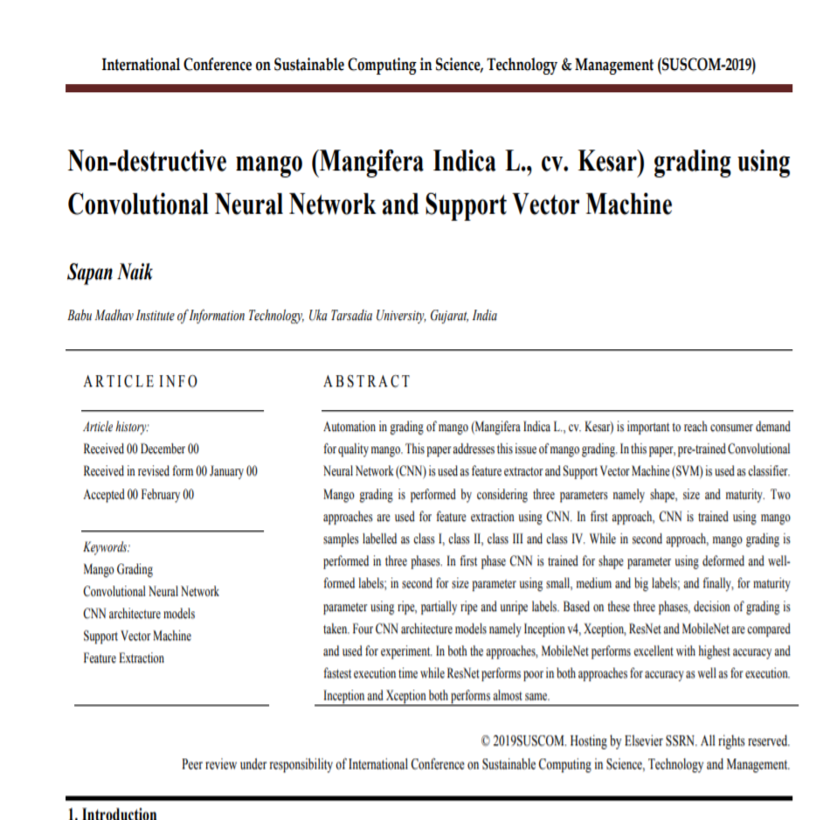 International Conference on Sustainable Computing in Science, Technology & Management (SUSCOM-2019)
Non-destructive mango (Mangifera Indica L., cv. Kesar) grading using
Convolutional Neural Network and Support Vector Machine
Sapan Naik
Babu Madhav Institute of Information Technology, Uka Tarsadia University, Gujarat, India
ARTICLE INFO
Article history:
Received 00 December 00
Received in revised form 00 January 00
Accepted 00 February 00
Keywords:
Mango Grading
Convolutional Neural Network
CNN architecture models
Support Vector Machine
Feature Extraction
ABSTRACT
Automation in grading of mango (Mangifera Indica L., cv. Kesar) is important to reach consumer demand
for quality mango. This paper addresses this issue of mango grading. In this paper, pre-trained Convolutional
Neural Network (CNN) is used as feature extractor and Support Vector Machine (SVM) is used as classifier.
Mango grading is performed by considering three parameters namely shape, size and maturity. Two
approaches are used for feature extraction using CNN. In first approach, CNN is trained using mango
samples labelled as class I, class II, class III and class IV. While in second approach, mango grading is
performed in three phases. In first phase CNN is trained for shape parameter using deformed and well-
formed labels; in second for size parameter using small, medium and big labels; and finally, for maturity
parameter using ripe, partially ripe and unripe labels. Based on these three phases, decision of grading is
taken. Four CNN architecture models namely Inception v4, Xception, ResNet and MobileNet are compared
and used for experiment. In both the approaches, MobileNet performs excellent with highest accuracy and
fastest execution time while ResNet performs poor in both approaches for accuracy as well as for execution.
Inception and Xception both performs almost same.
© 2019SUSCOM. Hosting by Elsevier SSRN. All rights reserved.
Peer review under responsibility of International Conference on Sustainable Computing in Science, Technology and Management.
1. Introduction